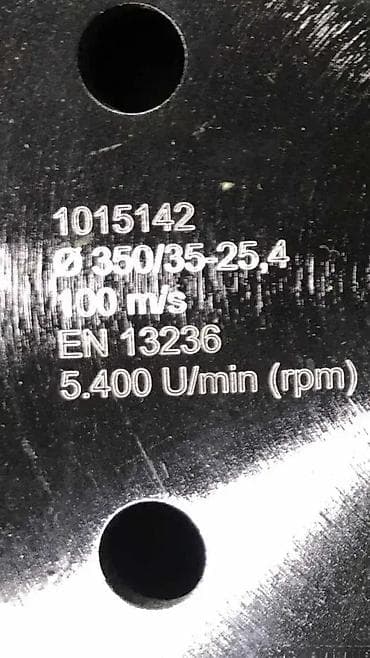 1015142
Ø 350/35-25,4
100 m/s
EN 13236
5.400 U/min (rpm)